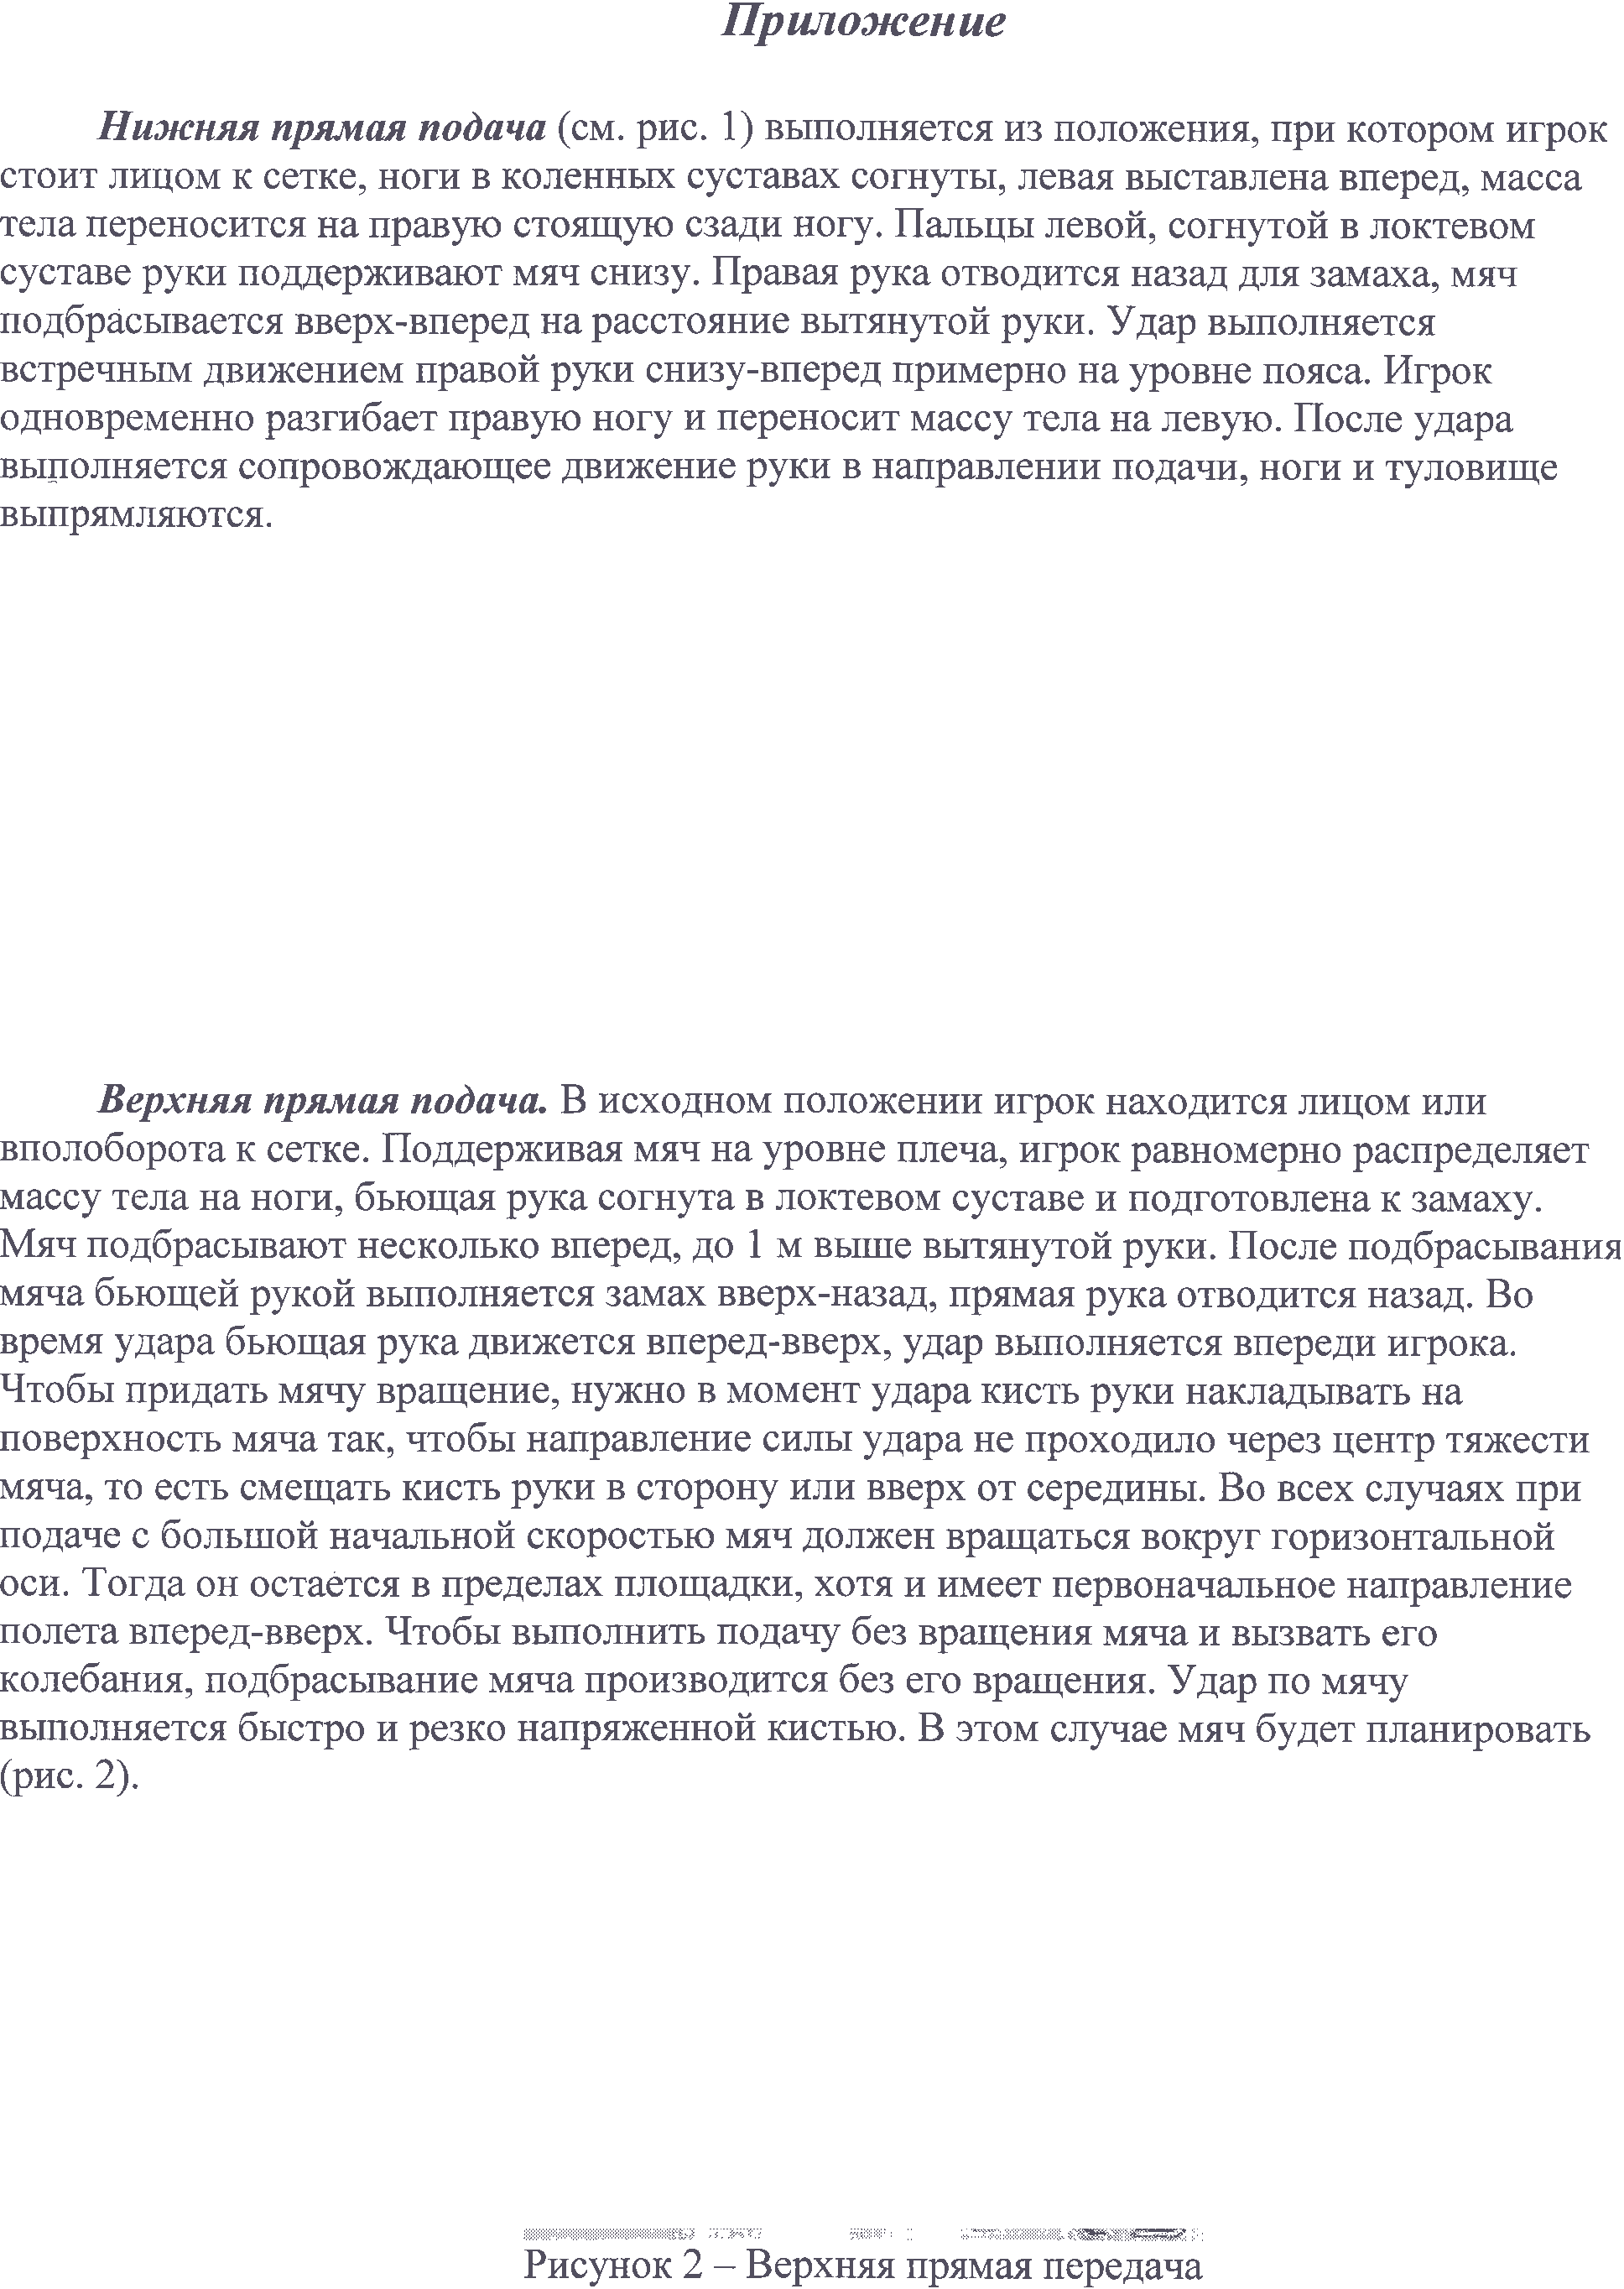 Приложение
Нижняя прямая подача (см. рис. 1) выполняется из положения, при котором игрок
стоит лицом к сетке, ноги в коленных суставах согнуты, левая выставлена вперед, масса
тела переносится на правую стоящую сзади ногу. Пальцы левой, согнутой в локтевом
суставе руки поддерживают мяч снизу. Правая рука отводится назад для замаха, мяч
подбрасывается вверх-вперед на расстояние вытянутой руки. Удар выполняется
встречным движением правой руки снизу-вперед примерно на уровне пояса. Игрок
одновременно разгибает правую ногу и переносит массу тела на левую. После удара
выполняется сопровождающее движение руки в направлении подачи, ноги и туловище
выпрямляются.
Верхняя прямая подача. В исходном положении игрок находится лицом или
вполоборота к сетке. Поддерживая мяч на уровне плеча, игрок равномерно распределяет
массу тела на ноги, бьющая рука согнута в локтевом суставе и подготовлена к замаху.
Мяч подбрасывают несколько вперед, до 1 м выше вытянутой руки. После подбрасывания
мяча бьющей рукой выполняется замах вверх-назад, прямая рука отводится назад. Во
время удара бьющая рука движется вперед-вверх, удар выполняется впереди игрока.
Чтобы придать мячу вращение, нужно в момент удара кисть руки накладывать на
поверхность мяча так, чтобы направление силы удара не проходило через центр тяжести
мяча, то есть смещать кисть руки в сторону или вверх от середины. Во всех случаях при
подаче с большой начальной скоростью мяч должен вращаться вокруг горизонтальной
оси. Тогда он остаётся в пределах площадки, хотя и имеет первоначальное направление
полета вперед-вверх. Чтобы выполнить подачу без вращения мяча и вызвать его
колебания, подбрасывание мяча производится без его вращения. Удар по мячу
выполняется быстро и резко напряженной кистью. В этом случае мяч будет планировать
(рис. 2).
Рисунок 2 – Верхняя прямая передача